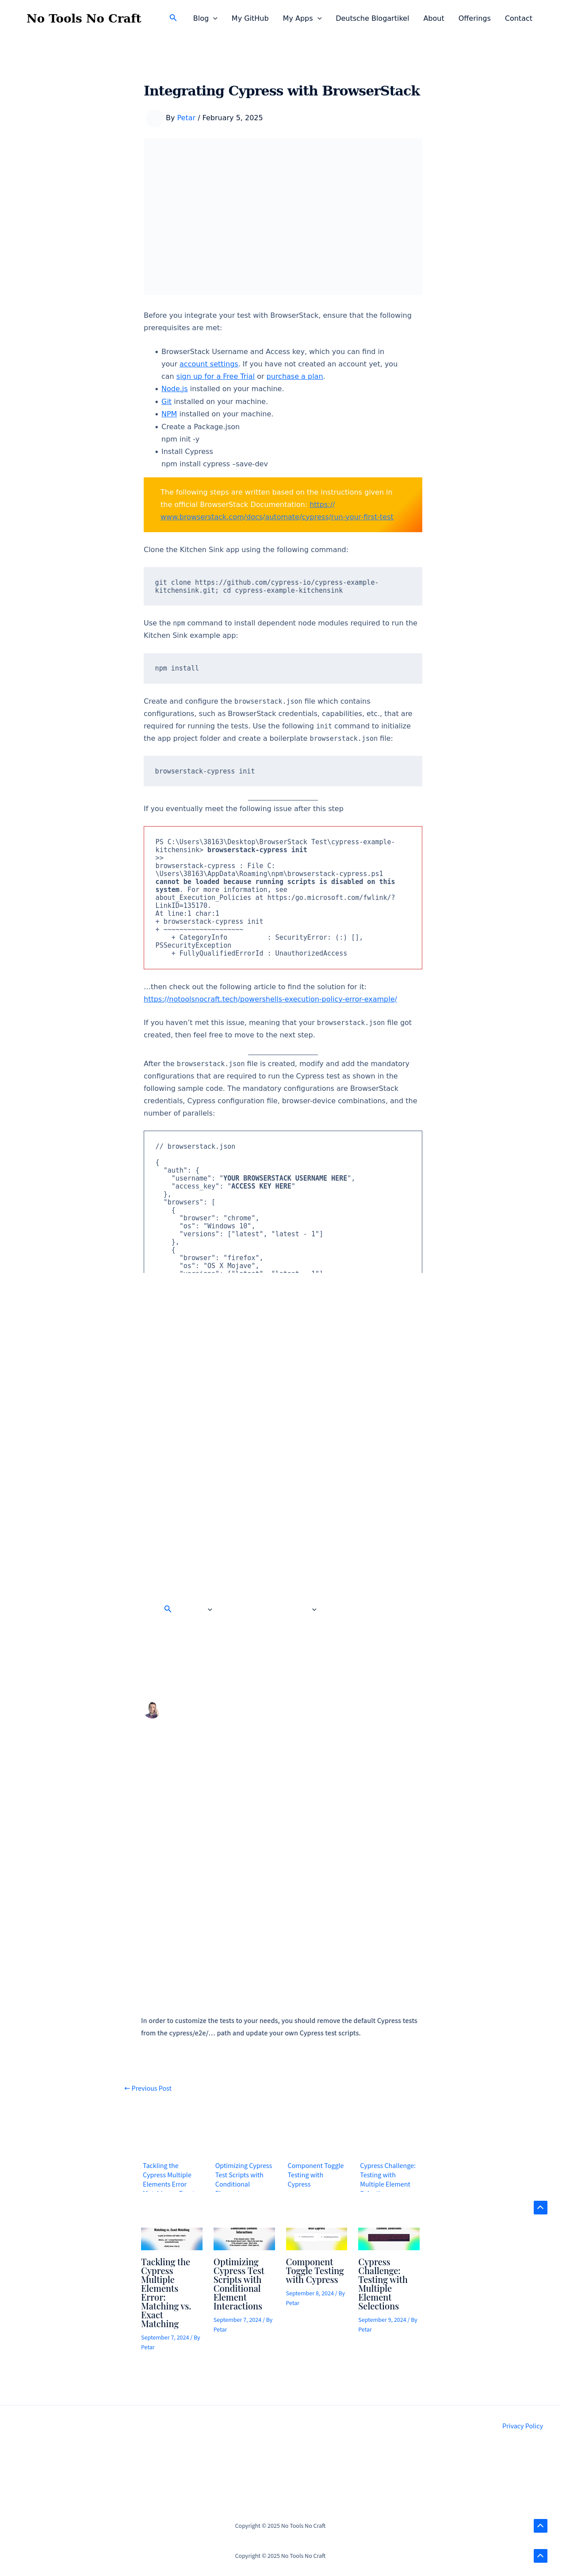 No Tools No Craft
Blog
My GitHub
My Apps
Deutsche Blogartikel
About
Offerings
Contact
Integrating Cypress with BrowserStack
By Petar / February 5, 2025
Before you integrate your test with BrowserStack, ensure that the following
prerequisites are met:
• BrowserStack Username and Access key, which you can find in
your account settings. If you have not created an account yet, you
can sign up for a Free Trial or purchase a plan.
• Node.js installed on your machine.
• Git installed on your machine.
• NPM installed on your machine.
• Create a Package.json
npm init -y
• Install Cypress
npm install cypress –save-dev
The following steps are written based on the instructions given in
the official BrowserStack Documentation: https://
www.browserstack.com/docs/automate/cypress/run-your-first-test
Clone the Kitchen Sink app using the following command:
git clone https://github.com/cypress-io/cypress-example-
kitchensink.git; cd cypress-example-kitchensink
Use the npm command to install dependent node modules required to run the
Kitchen Sink example app:
npm install
Create and configure the browserstack.json file which contains
configurations, such as BrowserStack credentials, capabilities, etc., that are
required for running the tests. Use the following init command to initialize
the app project folder and create a boilerplate browserstack.json file:
browserstack-cypress init
If you eventually meet the following issue after this step
PS C:\Users\38163\Desktop\BrowserStack Test\cypress-example-
kitchensink> browserstack-cypress init
>>
browserstack-cypress : File C:
\Users\38163\AppData\Roaming\npm\browserstack-cypress.ps1
cannot be loaded because running scripts is disabled on this
system. For more information, see
about_Execution_Policies at https:/go.microsoft.com/fwlink/?
LinkID=135170.
At line:1 char:1
+ browserstack-cypress init
+ ~~~~~~~~~~~~~~~~~~~~
    + CategoryInfo          : SecurityError: (:) [],
PSSecurityException
    + FullyQualifiedErrorId : UnauthorizedAccess
…then check out the following article to find the solution for it:
https://notoolsnocraft.tech/powershells-execution-policy-error-example/
If you haven’t met this issue, meaning that your browserstack.json file got
created, then feel free to move to the next step.
After the browserstack.json file is created, modify and add the mandatory
configurations that are required to run the Cypress test as shown in the
following sample code. The mandatory configurations are BrowserStack
credentials, Cypress configuration file, browser-device combinations, and the
number of parallels:
// browserstack.json
{
  "auth": {
    "username": "YOUR BROWSERSTACK USERNAME HERE",
    "access_key": "ACCESS KEY HERE"
  },
  "browsers": [
    {
      "browser": "chrome",
      "os": "Windows 10",
      "versions": ["latest", "latest - 1"]
    },
    {
      "browser": "firefox",
      "os": "OS X Mojave",
      "versions": ["latest", "latest - 1"]
In order to customize the tests to your needs, you should remove the default Cypress tests
from the cypress/e2e/… path and update your own Cypress test scripts.
← Previous Post
Tackling the
Cypress Multiple
Elements Error
Optimizing Cypress
Test Scripts with
Conditional
Component Toggle
Testing with
Cypress
Cypress Challenge:
Testing with
Multiple Element
Tackling the
Cypress
Multiple
Elements
Error:
Matching vs.
Exact
Matching
September 7, 2024 / By
Petar
Optimizing
Cypress Test
Scripts with
Conditional
Element
Interactions
September 7, 2024 / By
Petar
Component
Toggle Testing
with Cypress
September 8, 2024 / By
Petar
Cypress
Challenge:
Testing with
Multiple
Element
Selections
September 9, 2024 / By
Petar
Privacy Policy
Copyright © 2025 No Tools No Craft
Copyright © 2025 No Tools No Craft